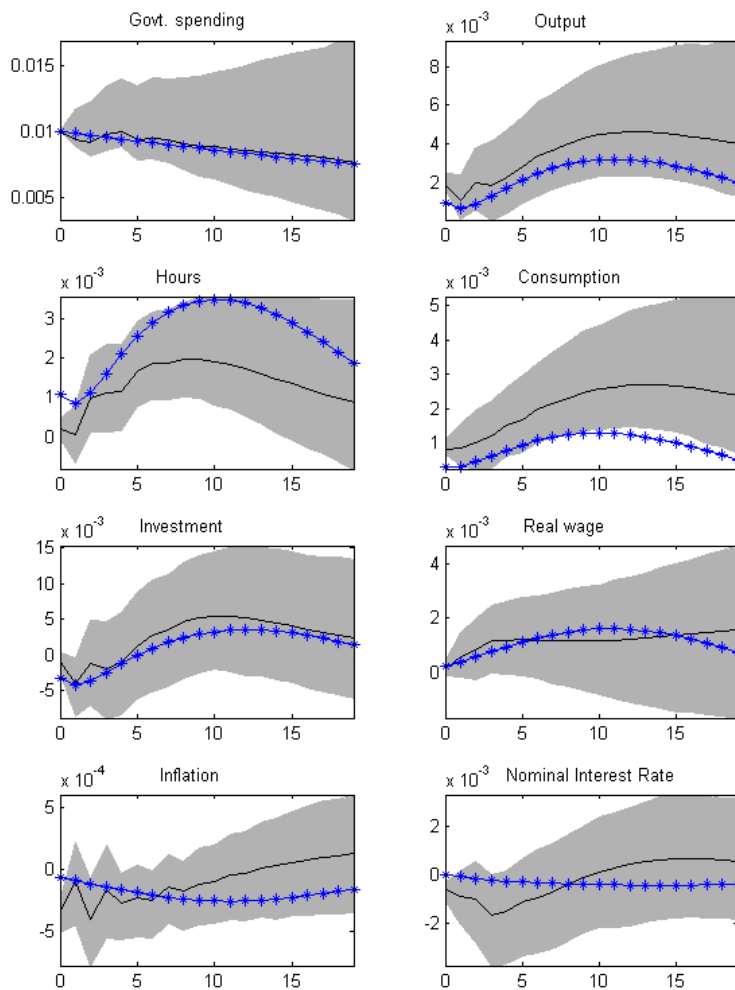 Govt. spending
0.015
0.01
0.005
0 5 10 15
Output
x 10^-3
8
6
4
2
0 5 10 15
Hours
x 10^-3
3
2
1
0
0 5 10 15
Consumption
x 10^-3
5
4
3
2
1
0 5 10 15
Investment
x 10^-3
15
10
5
0
-5
0 5 10 15
Real wage
x 10^-3
4
2
0
0 5 10 15
Inflation
x 10^-4
5
0
-5
0 5 10 15
Nominal Interest Rate
x 10^-3
2
0
-2
0 5 10 15